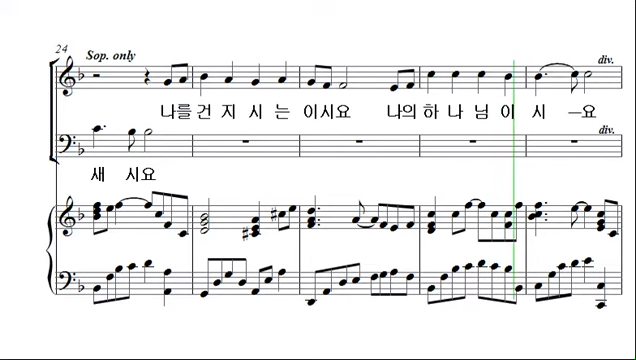 24
Sop. only
div.
나를 건 지 시 는 이시요 나의 하 나 님 이 시 —요
div.
새 시요